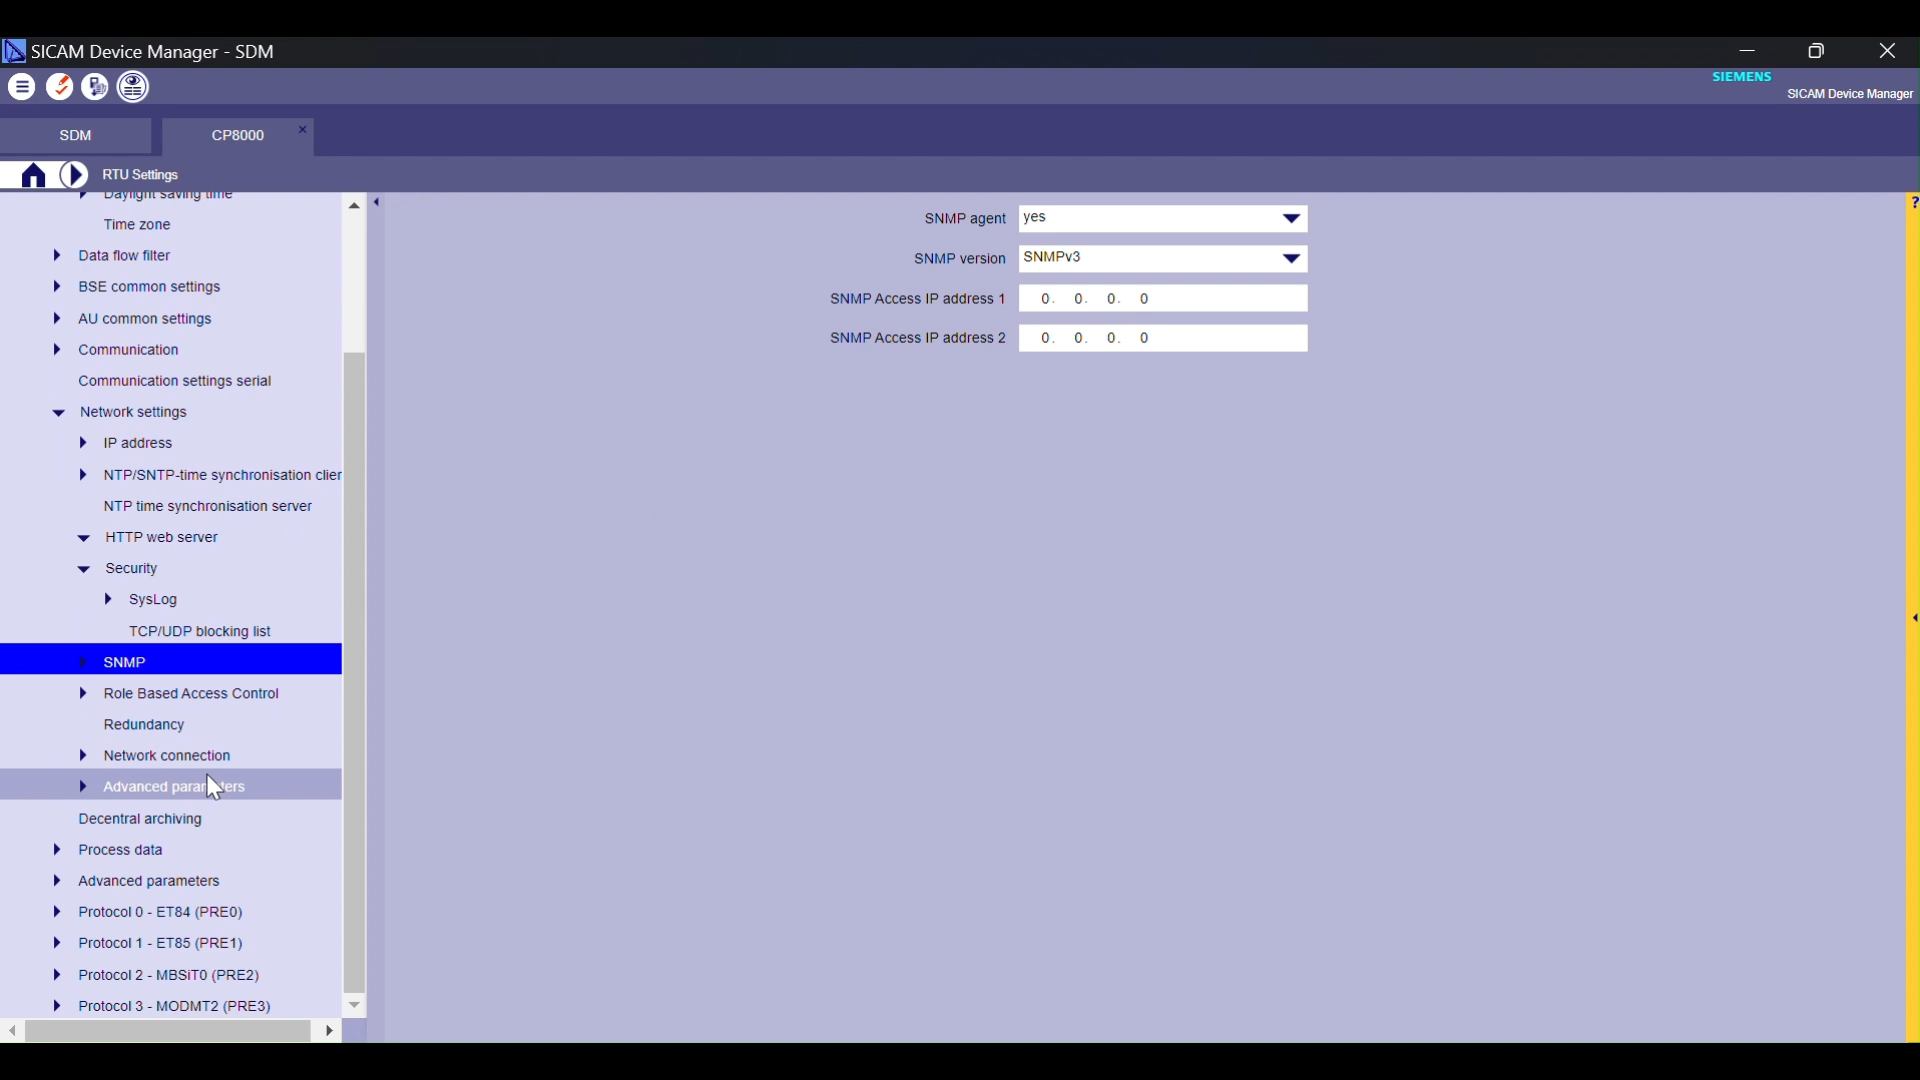 SICAM Device Manager - SDM
SIEMENS
SICAM Device Manager
SDM
CP8000
RTU Settings
Daylight saving time
Time zone
Data flow filter
BSE common settings
AU common settings
Communication
Communication settings serial
Network settings
IP address
NTP/SNTP-time synchronisation clier
NTP time synchronisation server
HTTP web server
Security
SysLog
TCP/UDP blocking list
SNMP
Role Based Access Control
Redundancy
Network connection
Advanced parameters
Decentral archiving
Process data
Advanced parameters
Protocol 0 - ET84 (PRE0)
Protocol 1 - ET85 (PRE1)
Protocol 2 - MBSiT0 (PRE2)
Protocol 3 - MODMT2 (PRE3)
SNMP agent yes
SNMP version SNMPv3
SNMP Access IP address 1 0. 0. 0. 0
SNMP Access IP address 2 0. 0. 0. 0
?